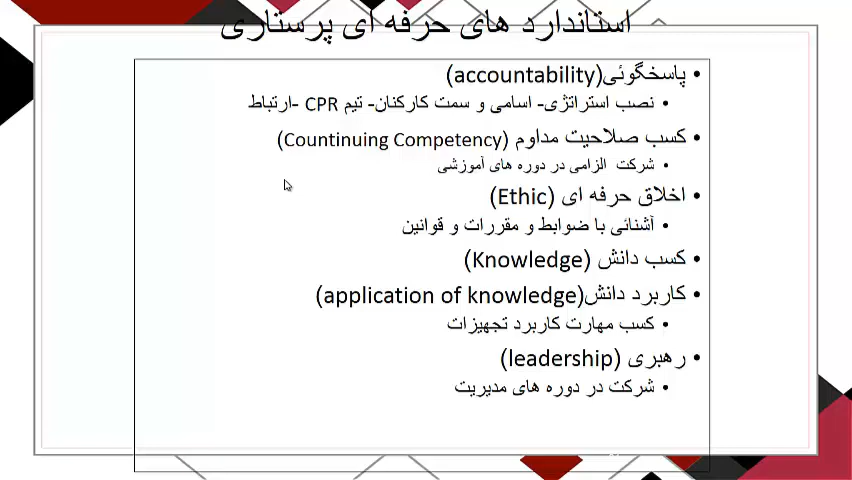 استاندارد های حرفه ای پرستاری
• پاسخگوئی(accountability)
• نصب استراتژی- اسامی و سمت کارکنان- تیم CPR -ارتباط
• کسب صلاحیت مداوم (Countinuing Competency)
• شرکت الزامی در دوره های آموزشی
• اخلاق حرفه ای (Ethic)
• آشنائی با ضوابط و مقررات و قوانین
• کسب دانش (Knowledge)
• کاربرد دانش(application of knowledge)
• کسب مهارت کاربرد تجهیزات
• رهبری (leadership)
• شرکت در دوره های مدیریت